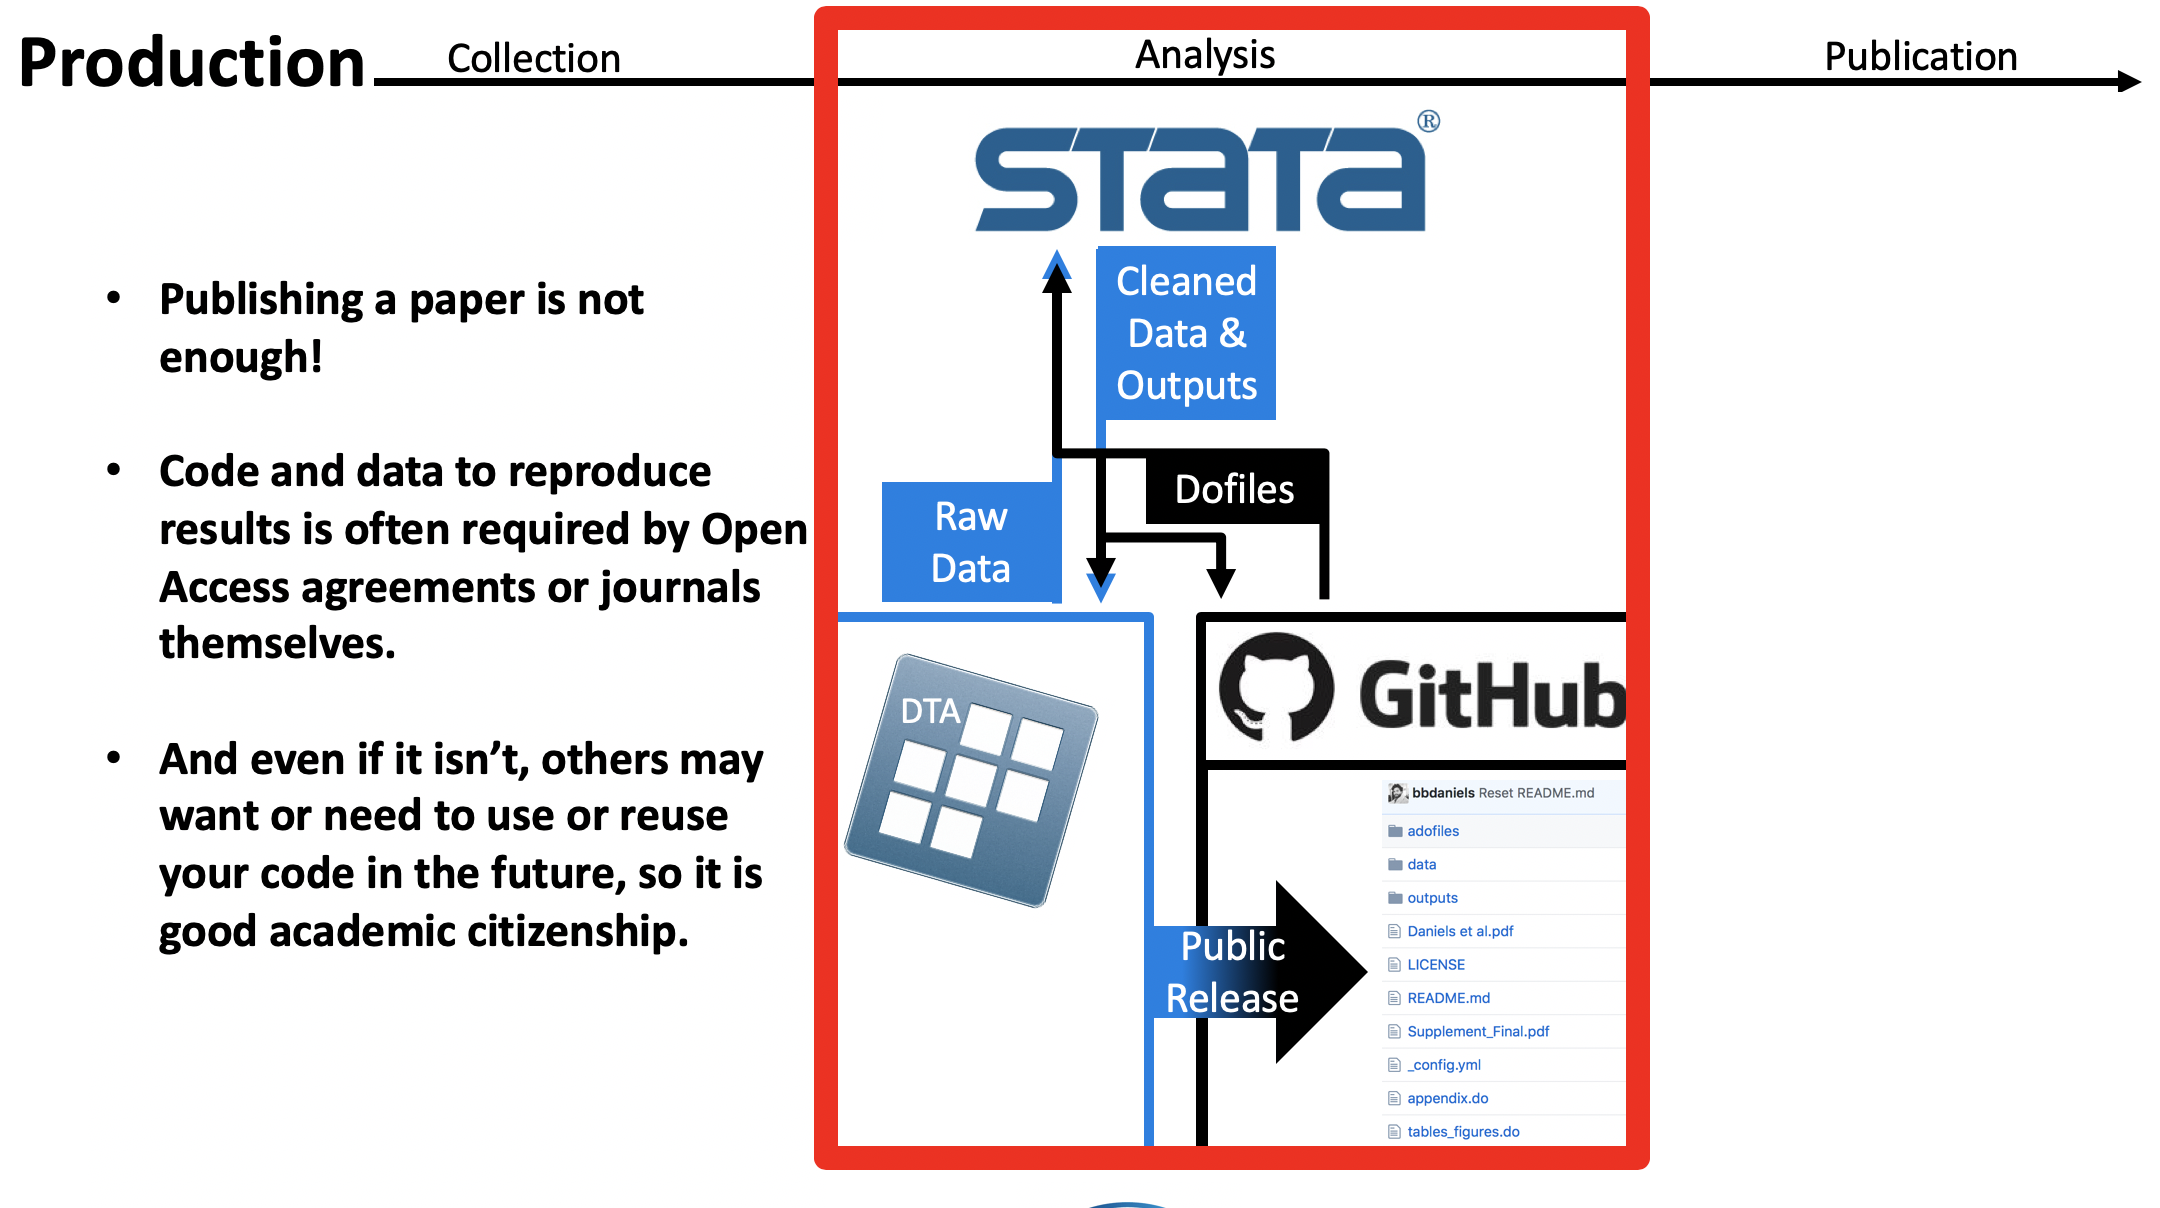 Production
Collection
Analysis
Publication
STATA®
Cleaned
Data &
Outputs
• Publishing a paper is not
enough!
• Code and data to reproduce
results is often required by Open
Access agreements or journals
themselves.
• And even if it isn’t, others may
want or need to use or reuse
your code in the future, so it is
good academic citizenship.
Dofiles
Raw
Data
DTA
GitHub
Public
Release
bbdaniels Reset README.md
adofiles
data
outputs
Daniels et al.pdf
LICENSE
README.md
Supplement_Final.pdf
_config.yml
appendix.do
tables_figures.do